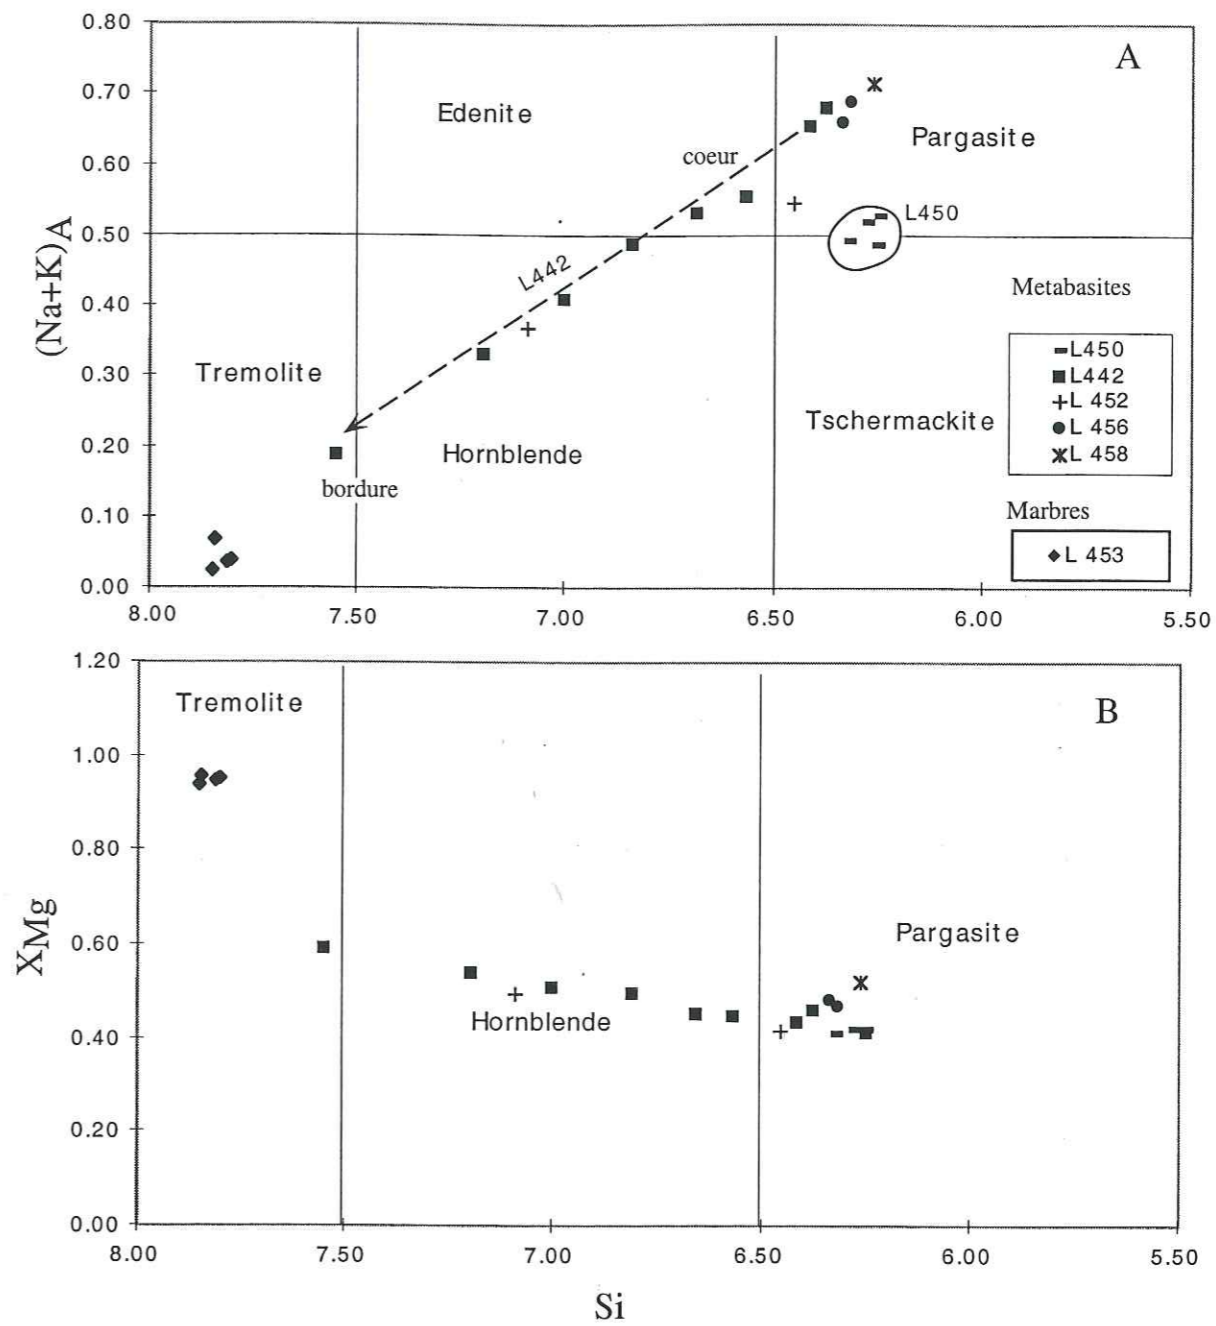 A
0.80
0.70
0.60
0.50
0.40
0.30
0.20
0.10
0.00
(Na+K)A
Edenite
coeur
Pargasite
L450
L442
Metabasites
L450
L442
L 452
L 456
L 458
Tremolite
Tschermackite
Hornblende
bordure
Marbres
L 453
8.00 7.50 7.00 6.50 6.00 5.50
B
1.20
1.00
0.80
0.60
0.40
0.20
0.00
XMg
Tremolite
Pargasite
Hornblende
8.00 7.50 7.00 6.50 6.00 5.50
Si